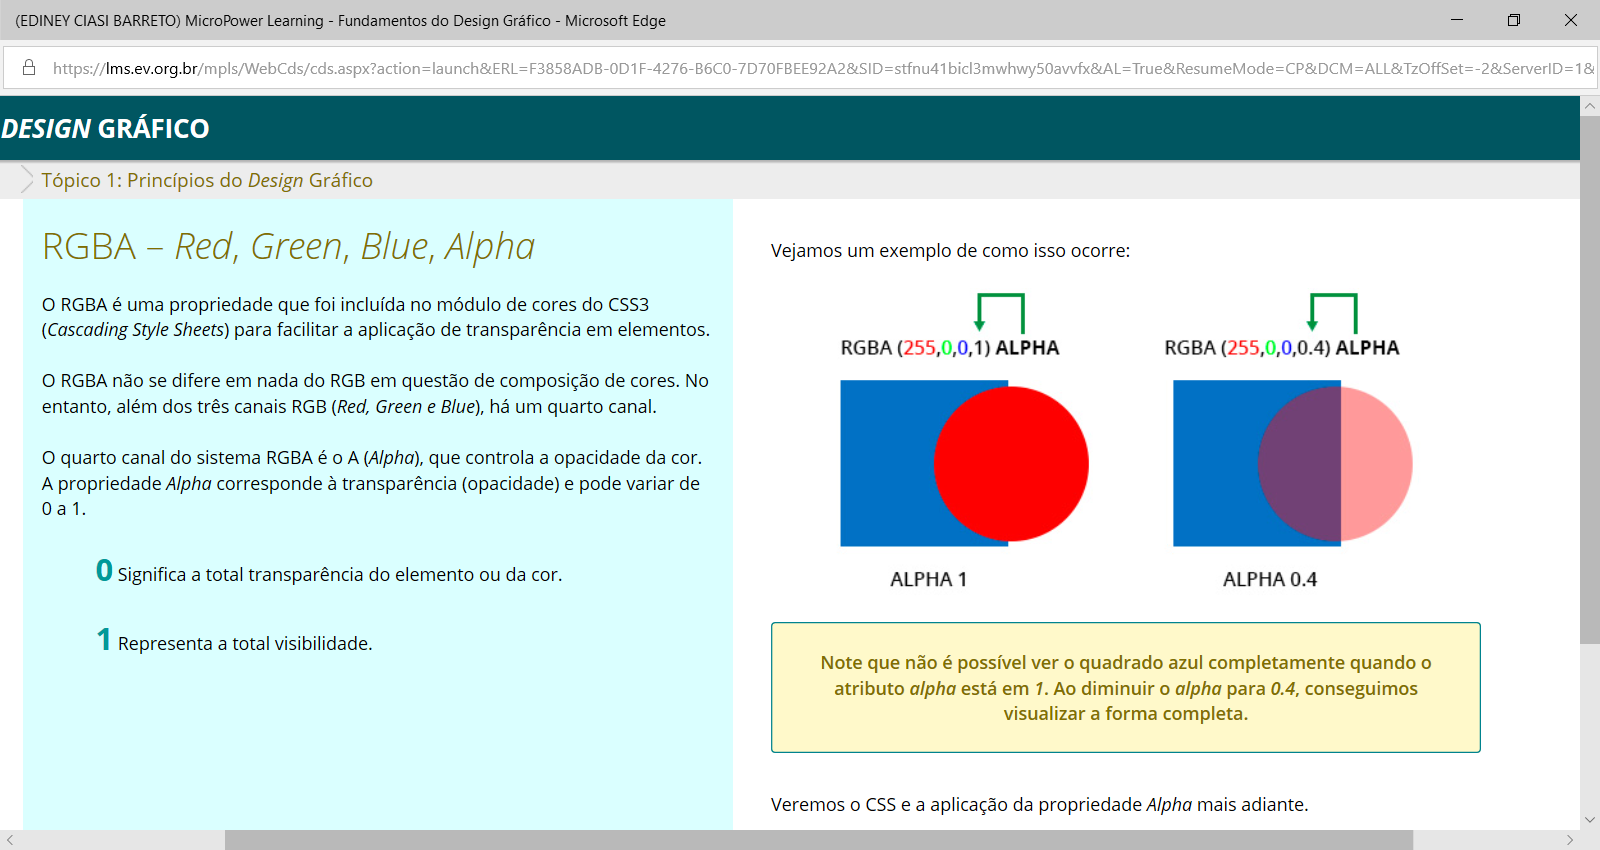 (EDINEY CIASI BARRETO) MicroPower Learning - Fundamentos do Design Gráfico - Microsoft Edge
https://lms.ev.org.br/mpls/WebCds/cds.aspx?action=launch&ERL=F3858ADB-0D1F-4276-B6C0-7D70FBEE92A2&SID=stfnu41bicl3mwhwy50avvfx&AL=True&ResumeMode=CP&DCM=ALL&TzOffSet=-2&ServerID=1&
DESIGN GRÁFICO
Tópico 1: Princípios do Design Gráfico
RGBA – Red, Green, Blue, Alpha
O RGBA é uma propriedade que foi incluída no módulo de cores do CSS3
(Cascading Style Sheets) para facilitar a aplicação de transparência em elementos.
O RGBA não se difere em nada do RGB em questão de composição de cores. No
entanto, além dos três canais RGB (Red, Green e Blue), há um quarto canal.
O quarto canal do sistema RGBA é o A (Alpha), que controla a opacidade da cor.
A propriedade Alpha corresponde à transparência (opacidade) e pode variar de
0 a 1.
0 Significa a total transparência do elemento ou da cor.
1 Representa a total visibilidade.
Vejamos um exemplo de como isso ocorre:
RGBA (255,0,0,1) ALPHA
RGBA (255,0,0,0.4) ALPHA
ALPHA 1
ALPHA 0.4
Note que não é possível ver o quadrado azul completamente quando o
atributo alpha está em 1. Ao diminuir o alpha para 0.4, conseguimos
visualizar a forma completa.
Veremos o CSS e a aplicação da propriedade Alpha mais adiante.